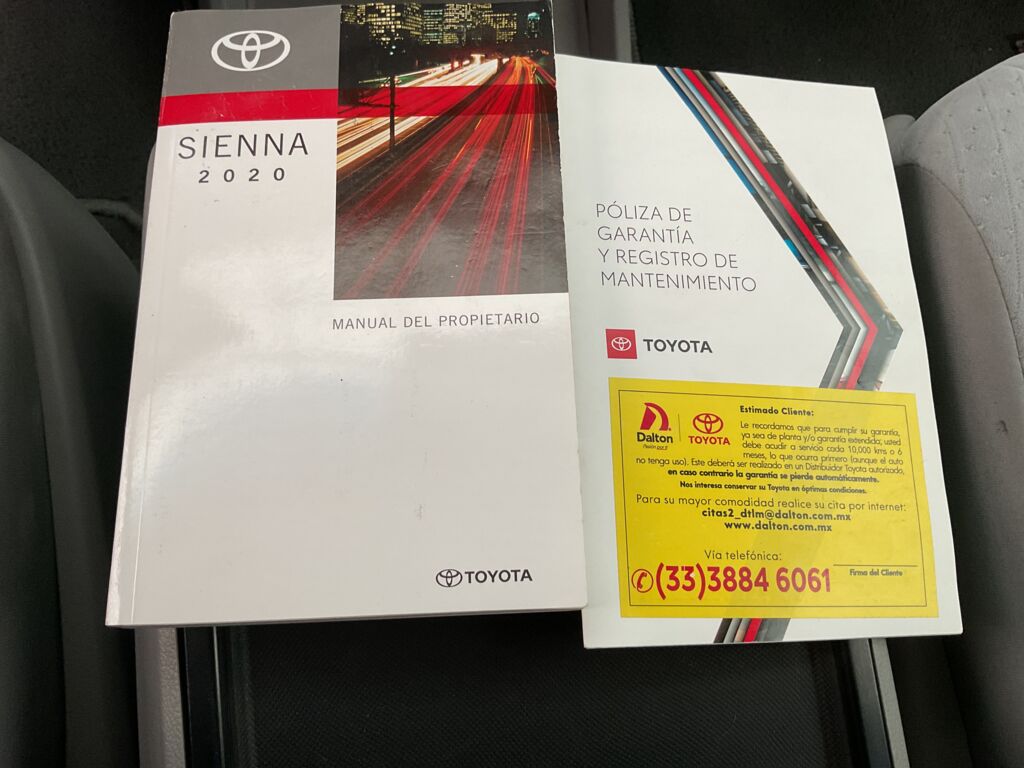 SIENNA
2020
MANUAL DEL PROPIETARIO
TOYOTA
PÓLIZA DE
GARANTÍA
Y REGISTRO DE
MANTENIMIENTO
TOYOTA
Dalton
Pasión por ti
TOYOTA
Estimado Cliente:
Le recordamos que para cumplir su garantía,
ya sea de planta y/o garantía extendida; usted
debe acudir a servicio cada 10,000 kms o 6
meses, lo que ocurra primero (aunque el auto
no tenga uso). Este deberá ser realizado en un Distribuidor Toyota autorizado,
en caso contrario la garantía se pierde automáticamente.
Nos interesa conservar su Toyota en óptimas condiciones.
Para su mayor comodidad realice su cita por internet:
citas2_dtlm@dalton.com.mx
www.dalton.com.mx
Vía telefónica:
(33)3884 6061
Firma del Cliente